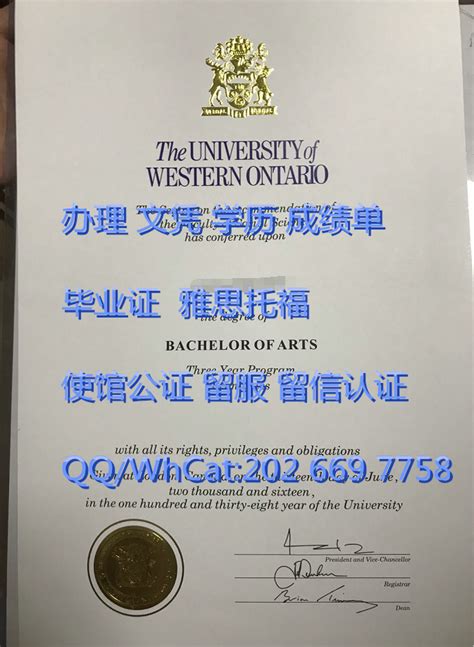 The UNIVERSITY of
WESTERN ONTARIO
办理 文凭 学历 成绩单
has conferred upon
毕业证 雅思托福
the degree of
BACHELOR OF ARTS
Three Year Program
使馆公证 留服 留信认证
with all its rights, privileges and obligations
QQ/WhCat:202 669 7758
two thousand and sixteen,
in the one hundred and thirty-eight year of the University
President and Vice-Chancellor
Registrar
Dean